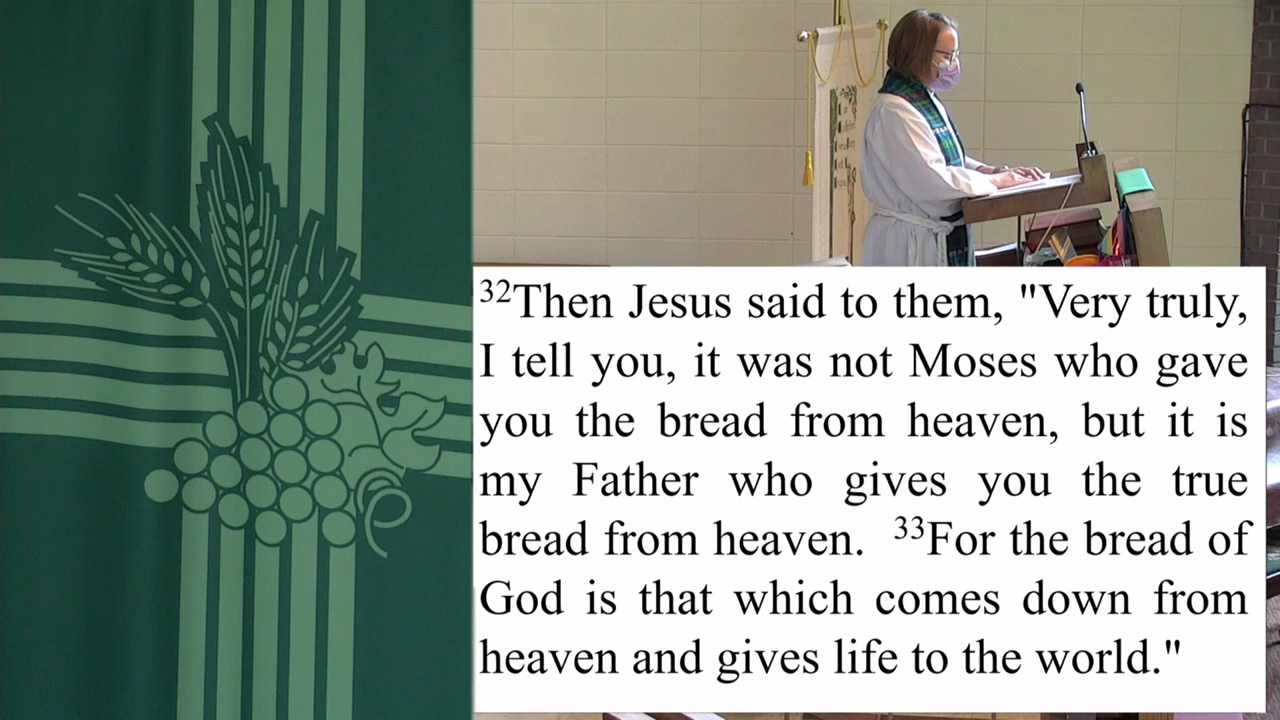 ³²Then Jesus said to them, "Very truly,
I tell you, it was not Moses who gave
you the bread from heaven, but it is
my Father who gives you the true
bread from heaven. ³³For the bread of
God is that which comes down from
heaven and gives life to the world."